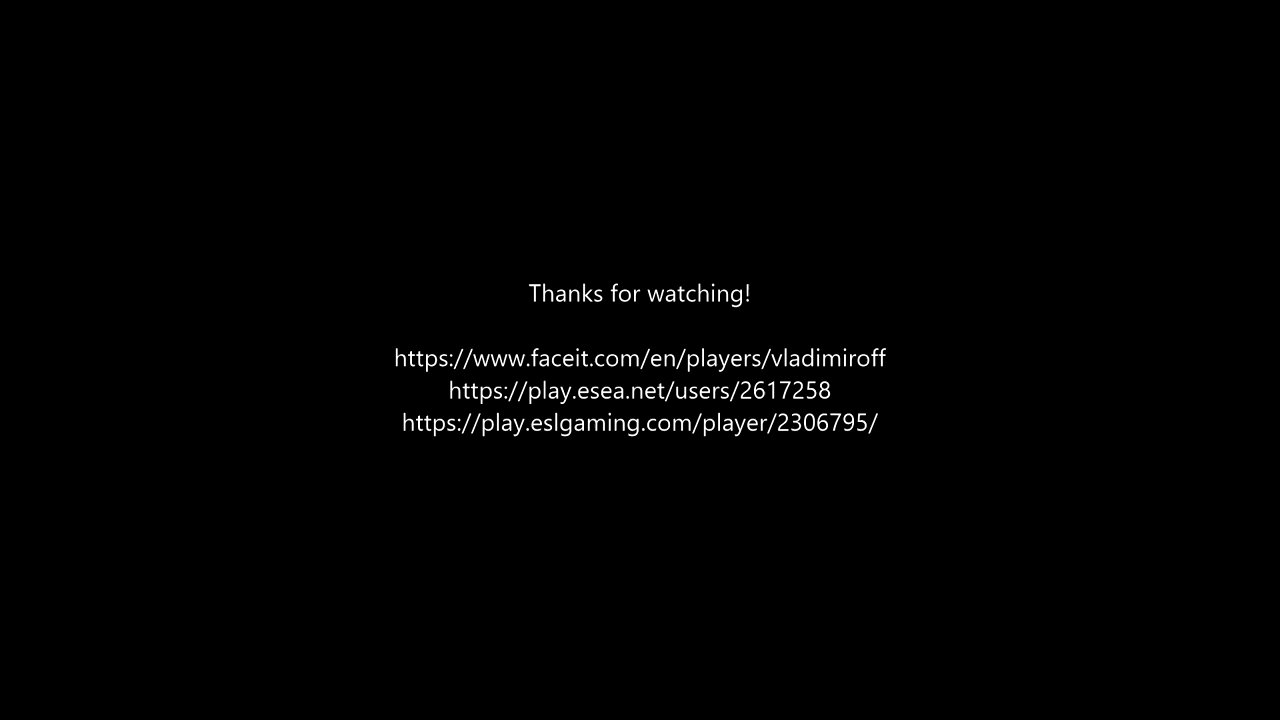 Thanks for watching!
https://www.faceit.com/en/players/vladimiroff
https://play.esea.net/users/2617258
https://play.eslgaming.com/player/2306795/